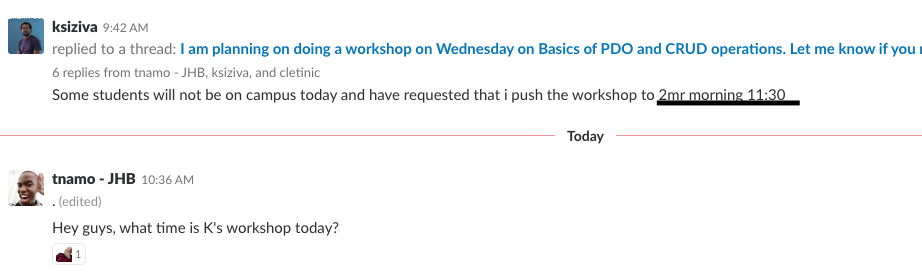 ksiziva 9:42 AM
replied to a thread: I am planning on doing a workshop on Wednesday on Basics of PDO and CRUD operations. Let me know if you
6 replies from tnamo - JHB, ksiziva, and cletinic
Some students will not be on campus today and have requested that i push the workshop to 2mr morning 11:30
Today
tnamo - JHB 10:36 AM
. (edited)
Hey guys, what time is K's workshop today?
1